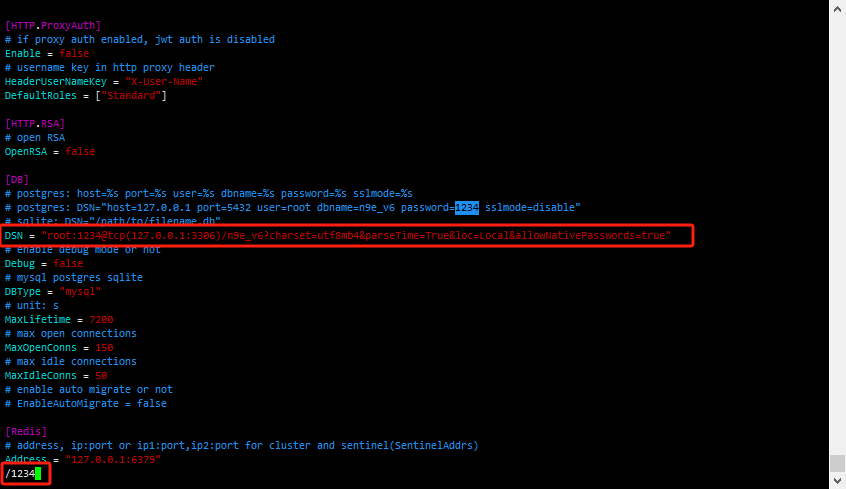 [HTTP.ProxyAuth]
# if proxy auth enabled, jwt auth is disabled
Enable = false
# username key in http proxy header
HeaderUserNameKey = "X-User-Name"
DefaultRoles = ["Standard"]
[HTTP.RSA]
# open RSA
OpenRSA = false
[DB]
# postgres: host=%s port=%s user=%s dbname=%s password=%s sslmode=%s
# postgres: DSN="host=127.0.0.1 port=5432 user=root dbname=n9e_v6 password=1234 sslmode=disable"
# sqlite: DSN="/path/to/filename.db"
DSN = "root:1234@tcp(127.0.0.1:3306)/n9e_v6?charset=utf8mb4&parseTime=True&loc=Local&allowNativePasswords=true"
# enable debug mode or not
Debug = false
# mysql postgres sqlite
DBType = "mysql"
# unit: s
MaxLifetime = 7200
# max open connections
MaxOpenConns = 150
# max idle connections
MaxIdleConns = 50
# enable auto migrate or not
# EnableAutoMigrate = false
[Redis]
# address, ip:port or ip1:port,ip2:port for cluster and sentinel(SentinelAddrs)
Address = "127.0.0.1:6379"
/1234